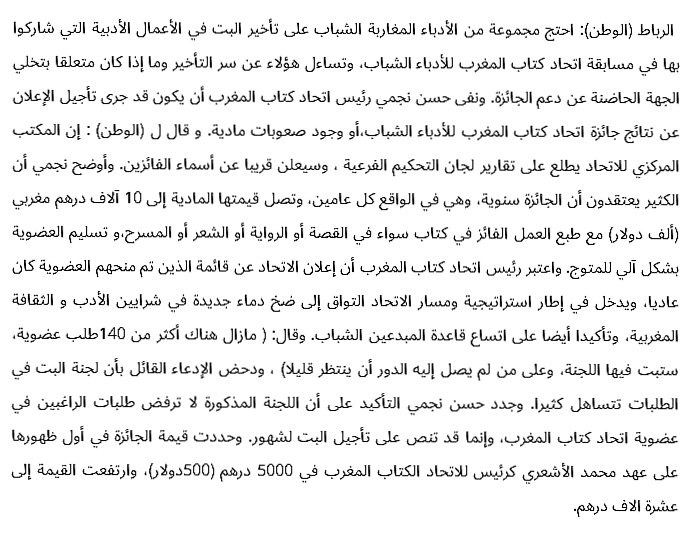 الرباط (الوطن): احتج مجموعة من الأدباء المغاربة الشباب على تأخير البت في الأعمال الأدبية التي شاركوا
بها في مسابقة اتحاد كتاب المغرب للأدباء الشباب، وتساءل هؤلاء عن سر التأخير وما إذا كان متعلقا بتخلي
الجهة الحاضنة عن دعم الجائزة. ونفى حسن نجمي رئيس اتحاد كتاب المغرب أن يكون قد جرى تأجيل الإعلان
عن نتائج جائزة اتحاد كتاب المغرب للأدباء الشباب،أو وجود صعوبات مادية. و قال ل (الوطن) : إن المكتب
المركزي للاتحاد يطلع على تقارير لجان التحكيم الفرعية ، وسيعلن قريبا عن أسماء الفائزين. وأوضح نجمي أن
الكثير يعتقدون أن الجائزة سنوية، وهي في الواقع كل عامين، وتصل قيمتها المادية إلى 10 آلاف درهم مغربي
(ألف دولار) مع طبع العمل الفائز في كتاب سواء في القصة أو الرواية أو الشعر أو المسرح،و تسليم العضوية
بشكل آلي للمتوج. واعتبر رئيس اتحاد كتاب المغرب أن إعلان الاتحاد عن قائمة الذين تم منحهم العضوية كان
عاديا، ويدخل في إطار استراتيجية ومسار الاتحاد التواق إلى ضخ دماء جديدة في شرايين الأدب و الثقافة
المغربية، وتأكيدا أيضا على اتساع قاعدة المبدعين الشباب. وقال: ( مازال هناك أكثر من 140طلب عضوية،
ستبت فيها اللجنة، وعلى من لم يصل إليه الدور أن ينتظر قليلا) ، ودحض الإدعاء القائل بأن لجنة البت في
الطلبات تتساهل كثيرا. وجدد حسن نجمي التأكيد على أن اللجنة المذكورة لا ترفض طلبات الراغبين في
عضوية اتحاد كتاب المغرب، وإنما قد تنص على تأجيل البت لشهور. وحددت قيمة الجائزة في أول ظهورها
على عهد محمد الأشعري كرئيس للاتحاد الكتاب المغرب في 5000 درهم (500دولار)، وارتفعت القيمة إلى
عشرة الاف درهم.